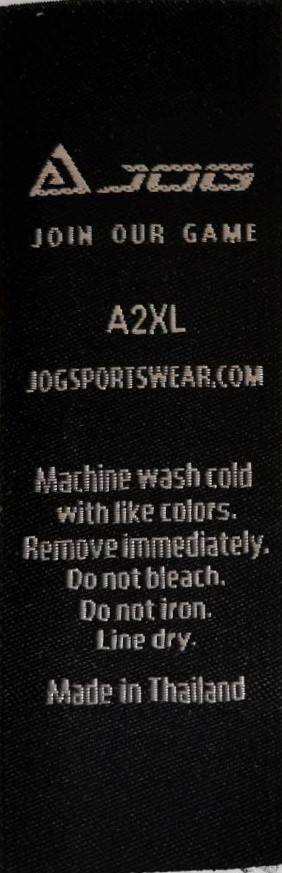 JOG
JOIN OUR GAME
A2XL
JOGSPORTSWEAR.COM
Machine wash cold
with like colors.
Remove immediately.
Do not bleach.
Do not iron.
Line dry.
Made in Thailand